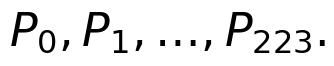 P₀, P₁, ..., P₂₂₃.